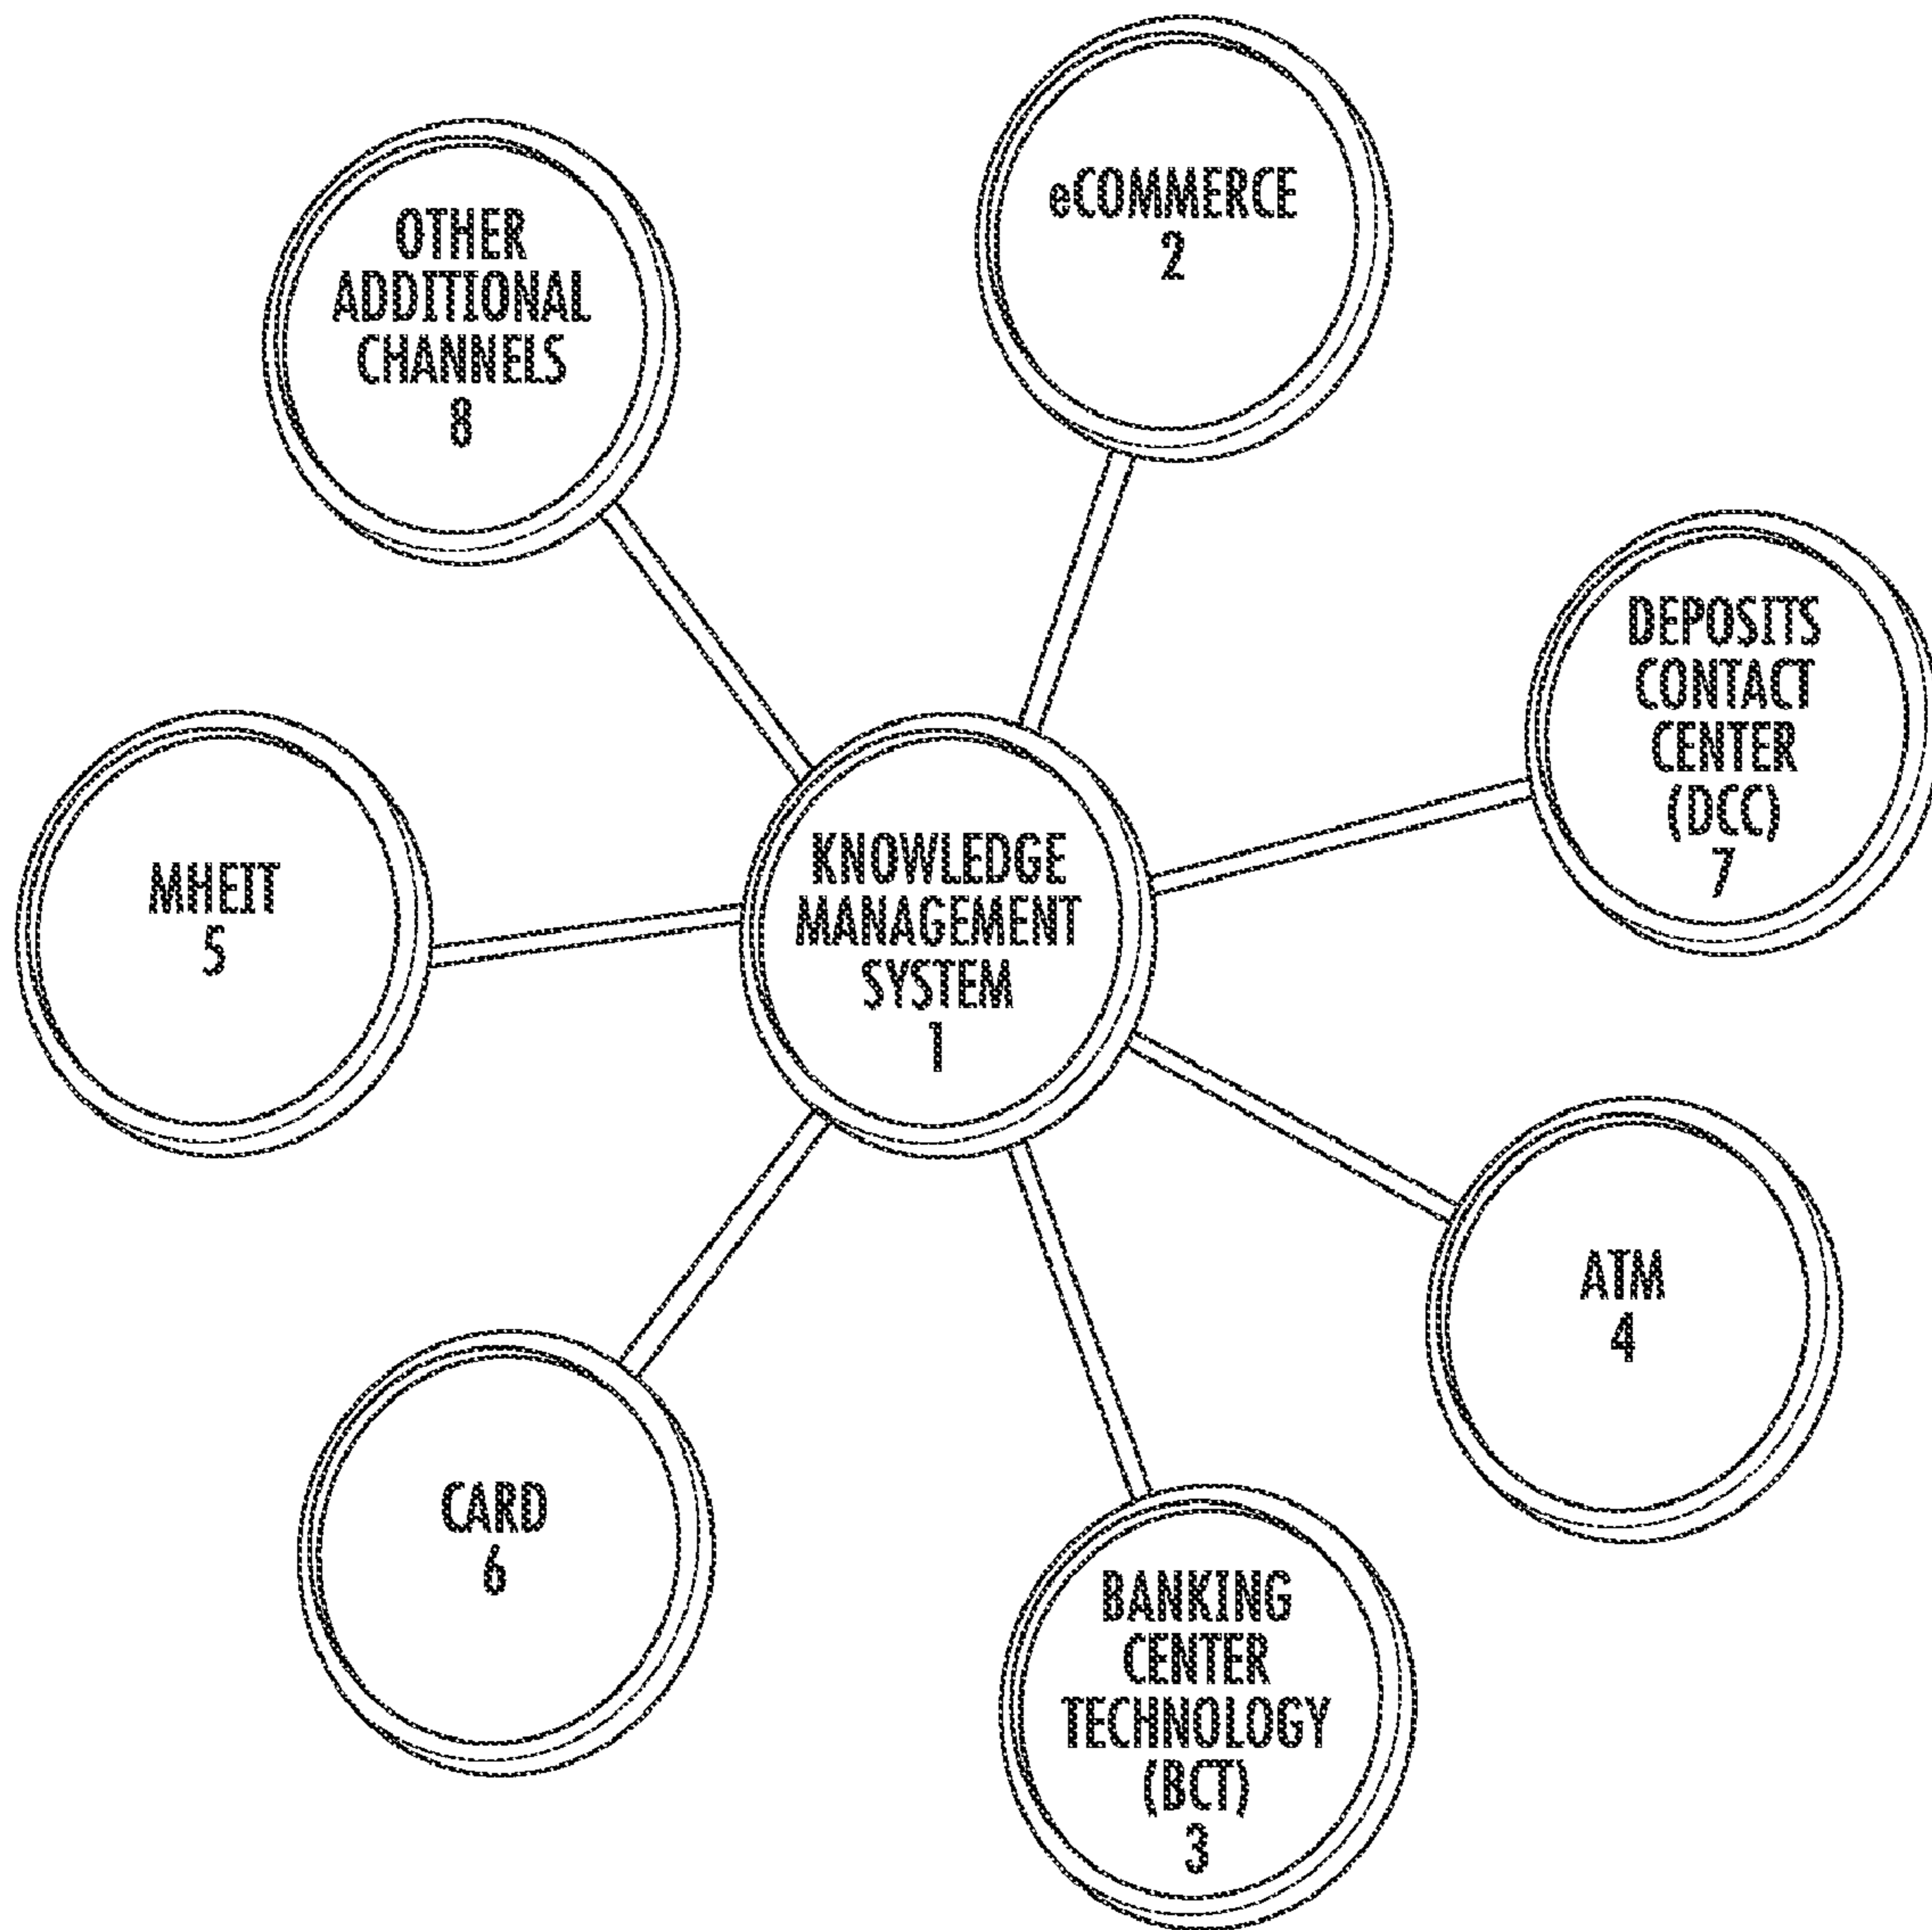 eCOMMERCE
2
OTHER
ADDITIONAL
CHANNELS
8
DEPOSITS
CONTACT
CENTER
(DCC)
7
KNOWLEDGE
MANAGEMENT
SYSTEM
1
MHEIT
5
ATM
4
CARD
6
BANKING
CENTER
TECHNOLOGY
(BCT)
3